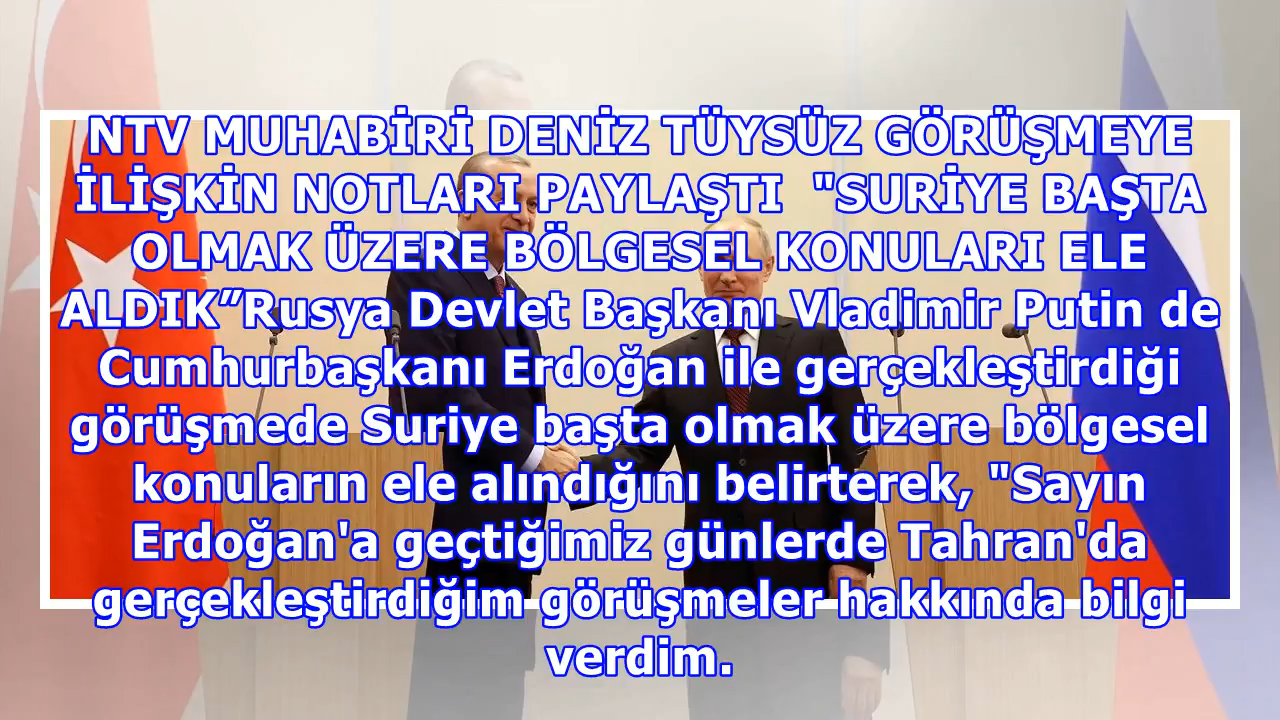 NTV MUHABİRİ DENİZ TÜYSÜZ GÖRÜŞMEYE
İLİŞKİN NOTLARI PAYLAŞTI  "SURİYE BAŞTA
OLMAK ÜZERE BÖLGESEL KONULARI ELE
ALDIK”Rusya Devlet Başkanı Vladimir Putin de
Cumhurbaşkanı Erdoğan ile gerçekleştirdiği
görüşmede Suriye başta olmak üzere bölgesel
konuların ele alındığını belirterek, "Sayın
Erdoğan'a geçtiğimiz günlerde Tahran'da
gerçekleştirdiğim görüşmeler hakkında bilgi
verdim.